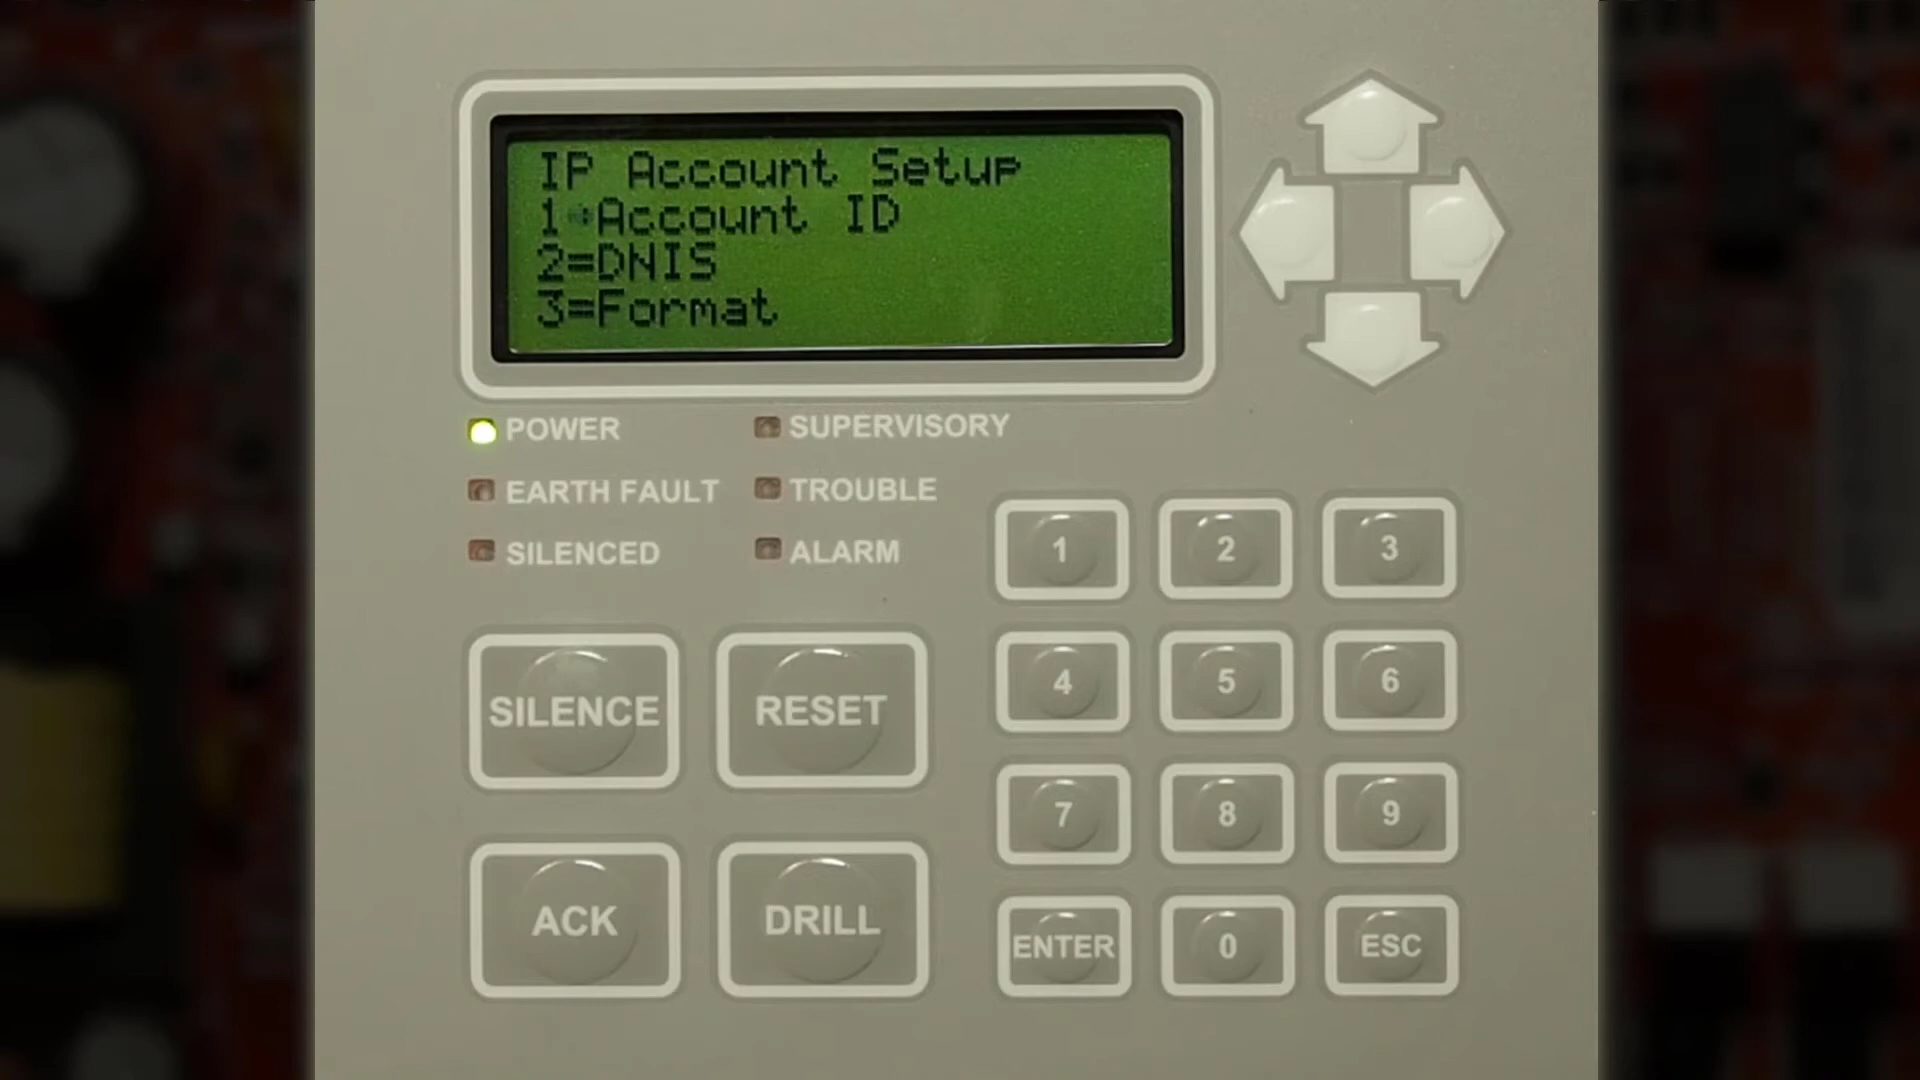 IP Account Setup
1→Account ID
2=DNIS
3=Format
POWER
SUPERVISORY
EARTH FAULT
TROUBLE
SILENCED
ALARM
1
2
3
SILENCE
RESET
4
5
6
7
8
9
ACK
DRILL
ENTER
0
ESC